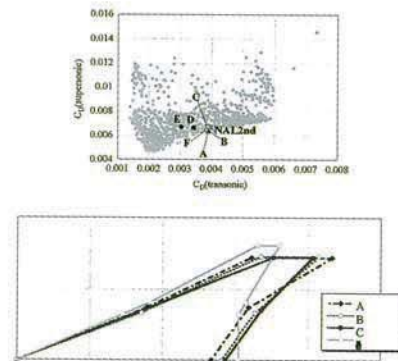 0.016
0.014
0.012
0.01
0.008
0.006
0.004
C_D(supersonic)
C
E D
NAL2nd
F B
A
0.001 0.002 0.003 0.004 0.005 0.006 0.007 0.008
C_D(transonic)
A
B
C